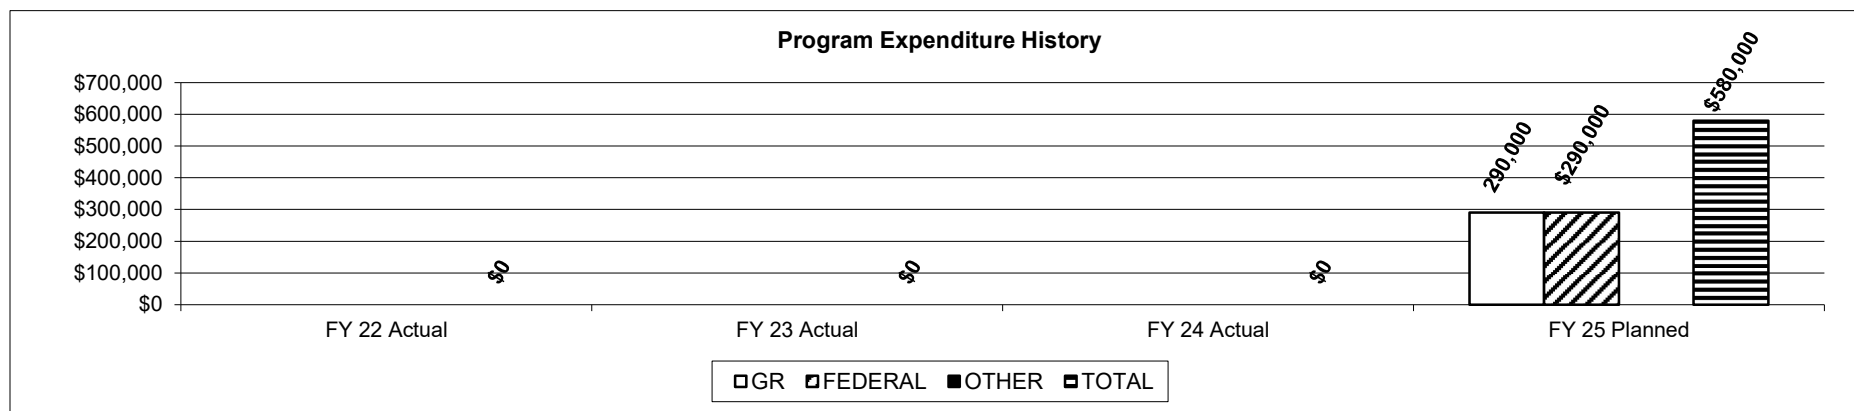 Program Expenditure History
$700,000
$600,000
$500,000
$400,000
$300,000
$200,000
$100,000
$0
$0
$0
$0
290,000
$290,000
$580,000
FY 22 Actual
FY 23 Actual
FY 24 Actual
FY 25 Planned
GR FEDERAL OTHER TOTAL